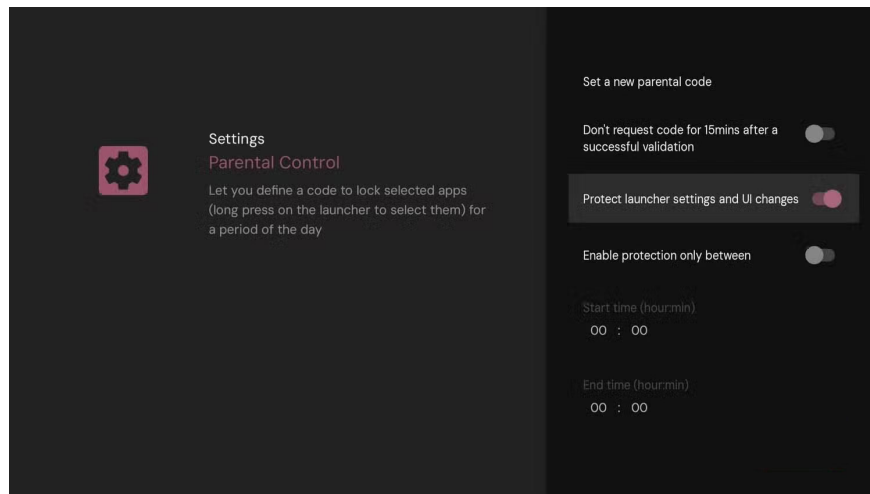 Settings
Parental Control
Let you define a code to lock selected apps
(long press on the launcher to select them) for
a period of the day
Set a new parental code
Don't request code for 15mins after a
successful validation
Protect launcher settings and UI changes
Enable protection only between
Start time (hour:min)
00 : 00
End time (hour:min)
00 : 00